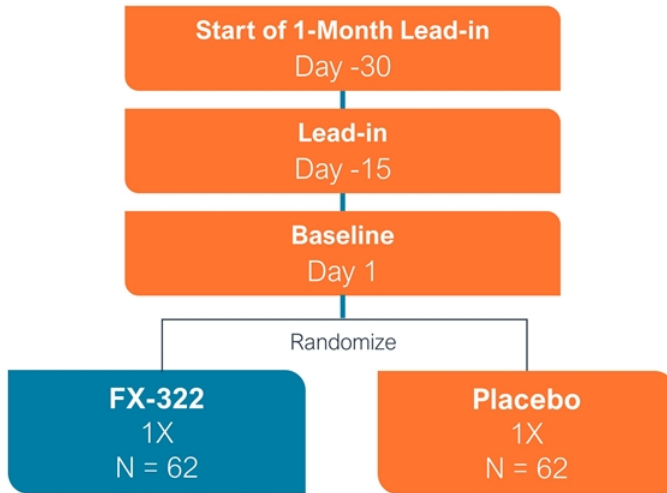 Start of 1-Month Lead-in
Day -30
Lead-in
Day -15
Baseline
Day 1
Randomize
FX-322
1X
N = 62
Placebo
1X
N = 62